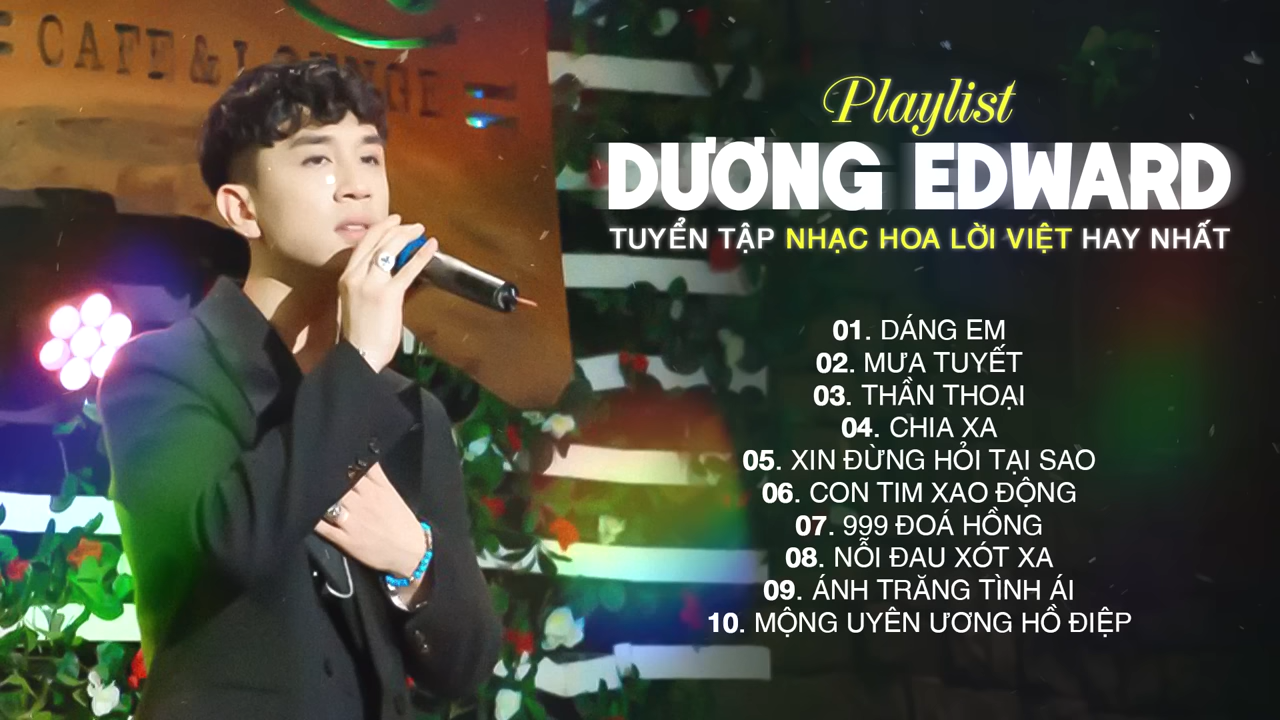 = CAFE & LOUNGE =
Playlist
DƯƠNG EDWARD
TUYỂN TẬP NHẠC HOA LỜI VIỆT HAY NHẤT
01. DÁNG EM
02. MƯA TUYẾT
03. THẦN THOẠI
04. CHIA XA
05. XIN ĐỪNG HỎI TẠI SAO
06. CON TIM XAO ĐỘNG
07. 999 ĐOÁ HỒNG
08. NỖI ĐAU XÓT XA
09. ÁNH TRĂNG TÌNH ÁI
10. MỘNG UYÊN ƯƠNG HỒ ĐIỆP